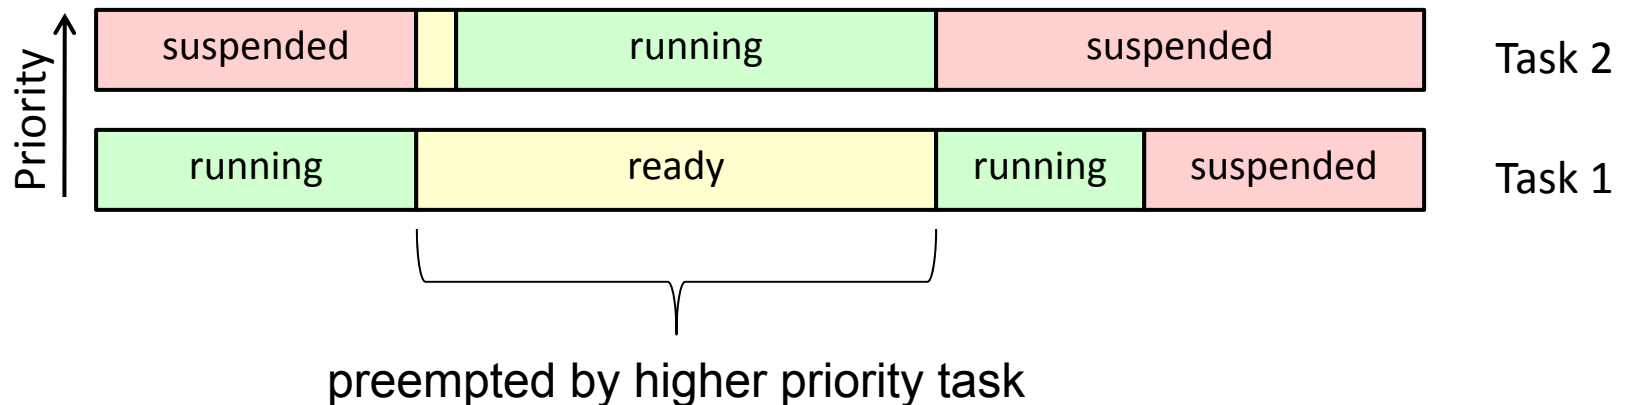 Priority
suspended running suspended Task 2
running ready running suspended Task 1
preempted by higher priority task